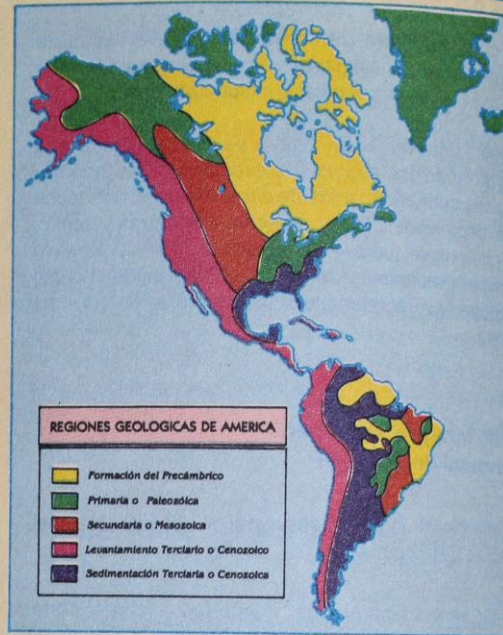 REGIONES GEOLOGICAS DE AMERICA
Formación del Precámbrico
Primaria o Paleozóica
Secundaria o Mesozoica
Levantamiento Terciario o Cenozoico
Sedimentación Terciaria o Cenozoica